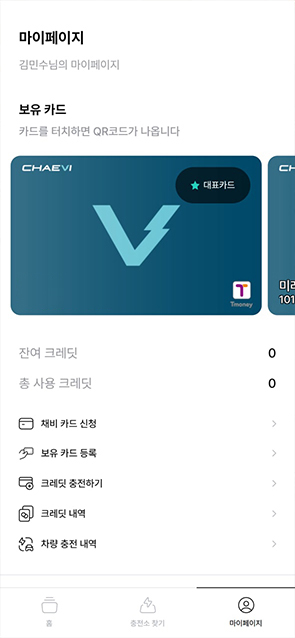 마이페이지
김민수님의 마이페이지
보유 카드
카드를 터치하면 QR코드가 나옵니다
CHAEVI
대표카드
CHAEVI
Tmoney
101
잔여 크레딧 0
총 사용 크레딧 0
채비 카드 신청
보유 카드 등록
크레딧 충전하기
크레딧 내역
차량 충전 내역
홈
충전소 찾기
마이페이지